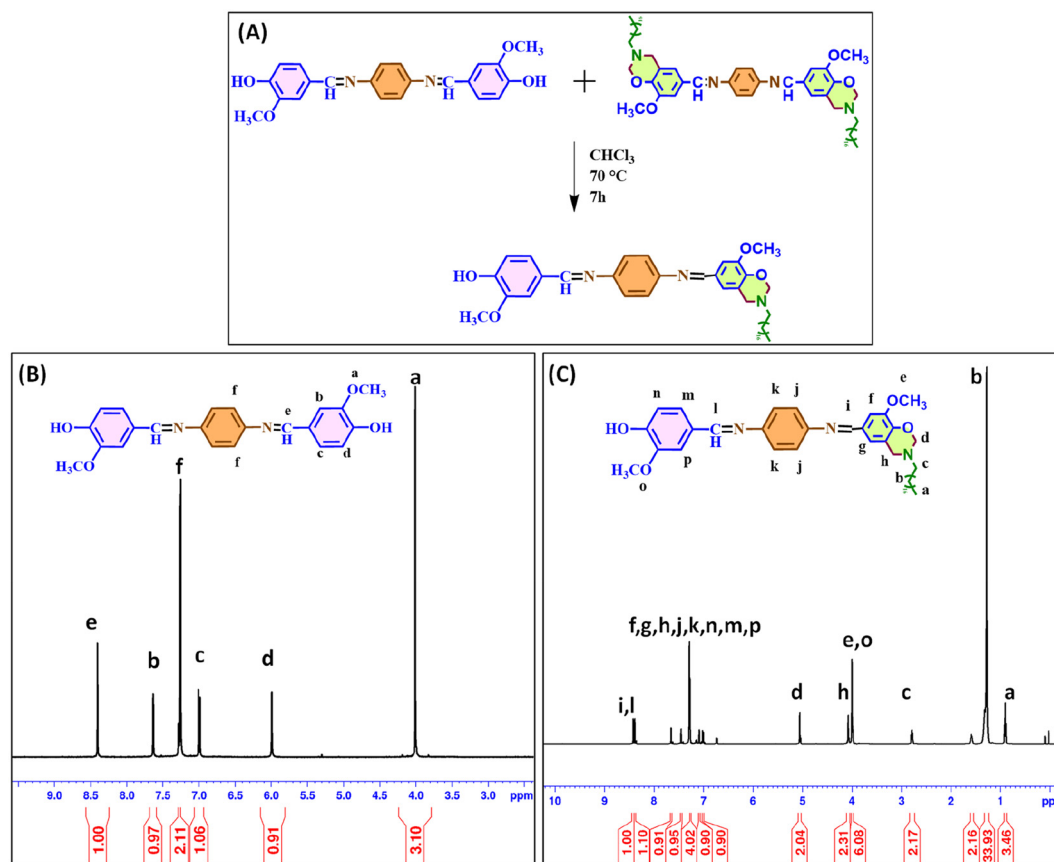 (A)
OCH₃
HO
C=N
H
N=C
H
OH
H₃CO
+
N
O
H₃CO
C=N
H
N=C
H
OCH₃
O
N
CHCl₃
70 °C
7h
HO
C=N
H
N=
OCH₃
O
N
H₃CO
(B)
a
OCH₃
f
e
b
HO
C=N
H
N=C
H
OH
H₃CO
f
c
d
a
f
e
b
c
d
9.0 8.5 8.0 7.5 7.0 6.5 6.0 5.5 5.0 4.5 4.0 3.5 3.0 ppm
1.00 0.97 2.11 1.06 0.91 3.10
(C)
b
e
n m k j OCH₃
l i f
HO
C=N
H
N=
O
d
g
N
H₃CO
p k j h c
o b a
f,g,h,j,k,n,m,p
e,o
i,l
d
h
c
a
10 9 8 7 6 5 4 3 2 1 pp
1.00 1.10 0.91 0.95 4.02 0.90 0.90 2.04 2.31 6.08 2.17 2.16 33.93 3.46